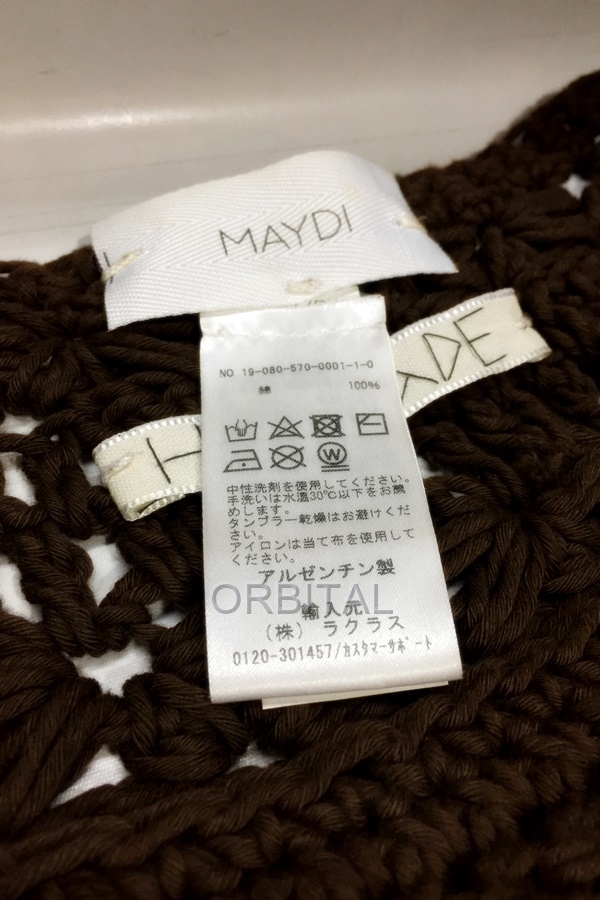 MAYDI
NO 19-080-570-0001-1-0
綿 100%
H ADE
中性洗剤を使用してください。
手洗いは水温30℃以下をお薦
めします。
タンブラー乾燥はお避けくだ
さい。
アイロンは当て布を使用して
ください。
アルゼンチン製
ORBITAL
輸入元
(株) ラクラス
0120-301457/カスタマーサポート